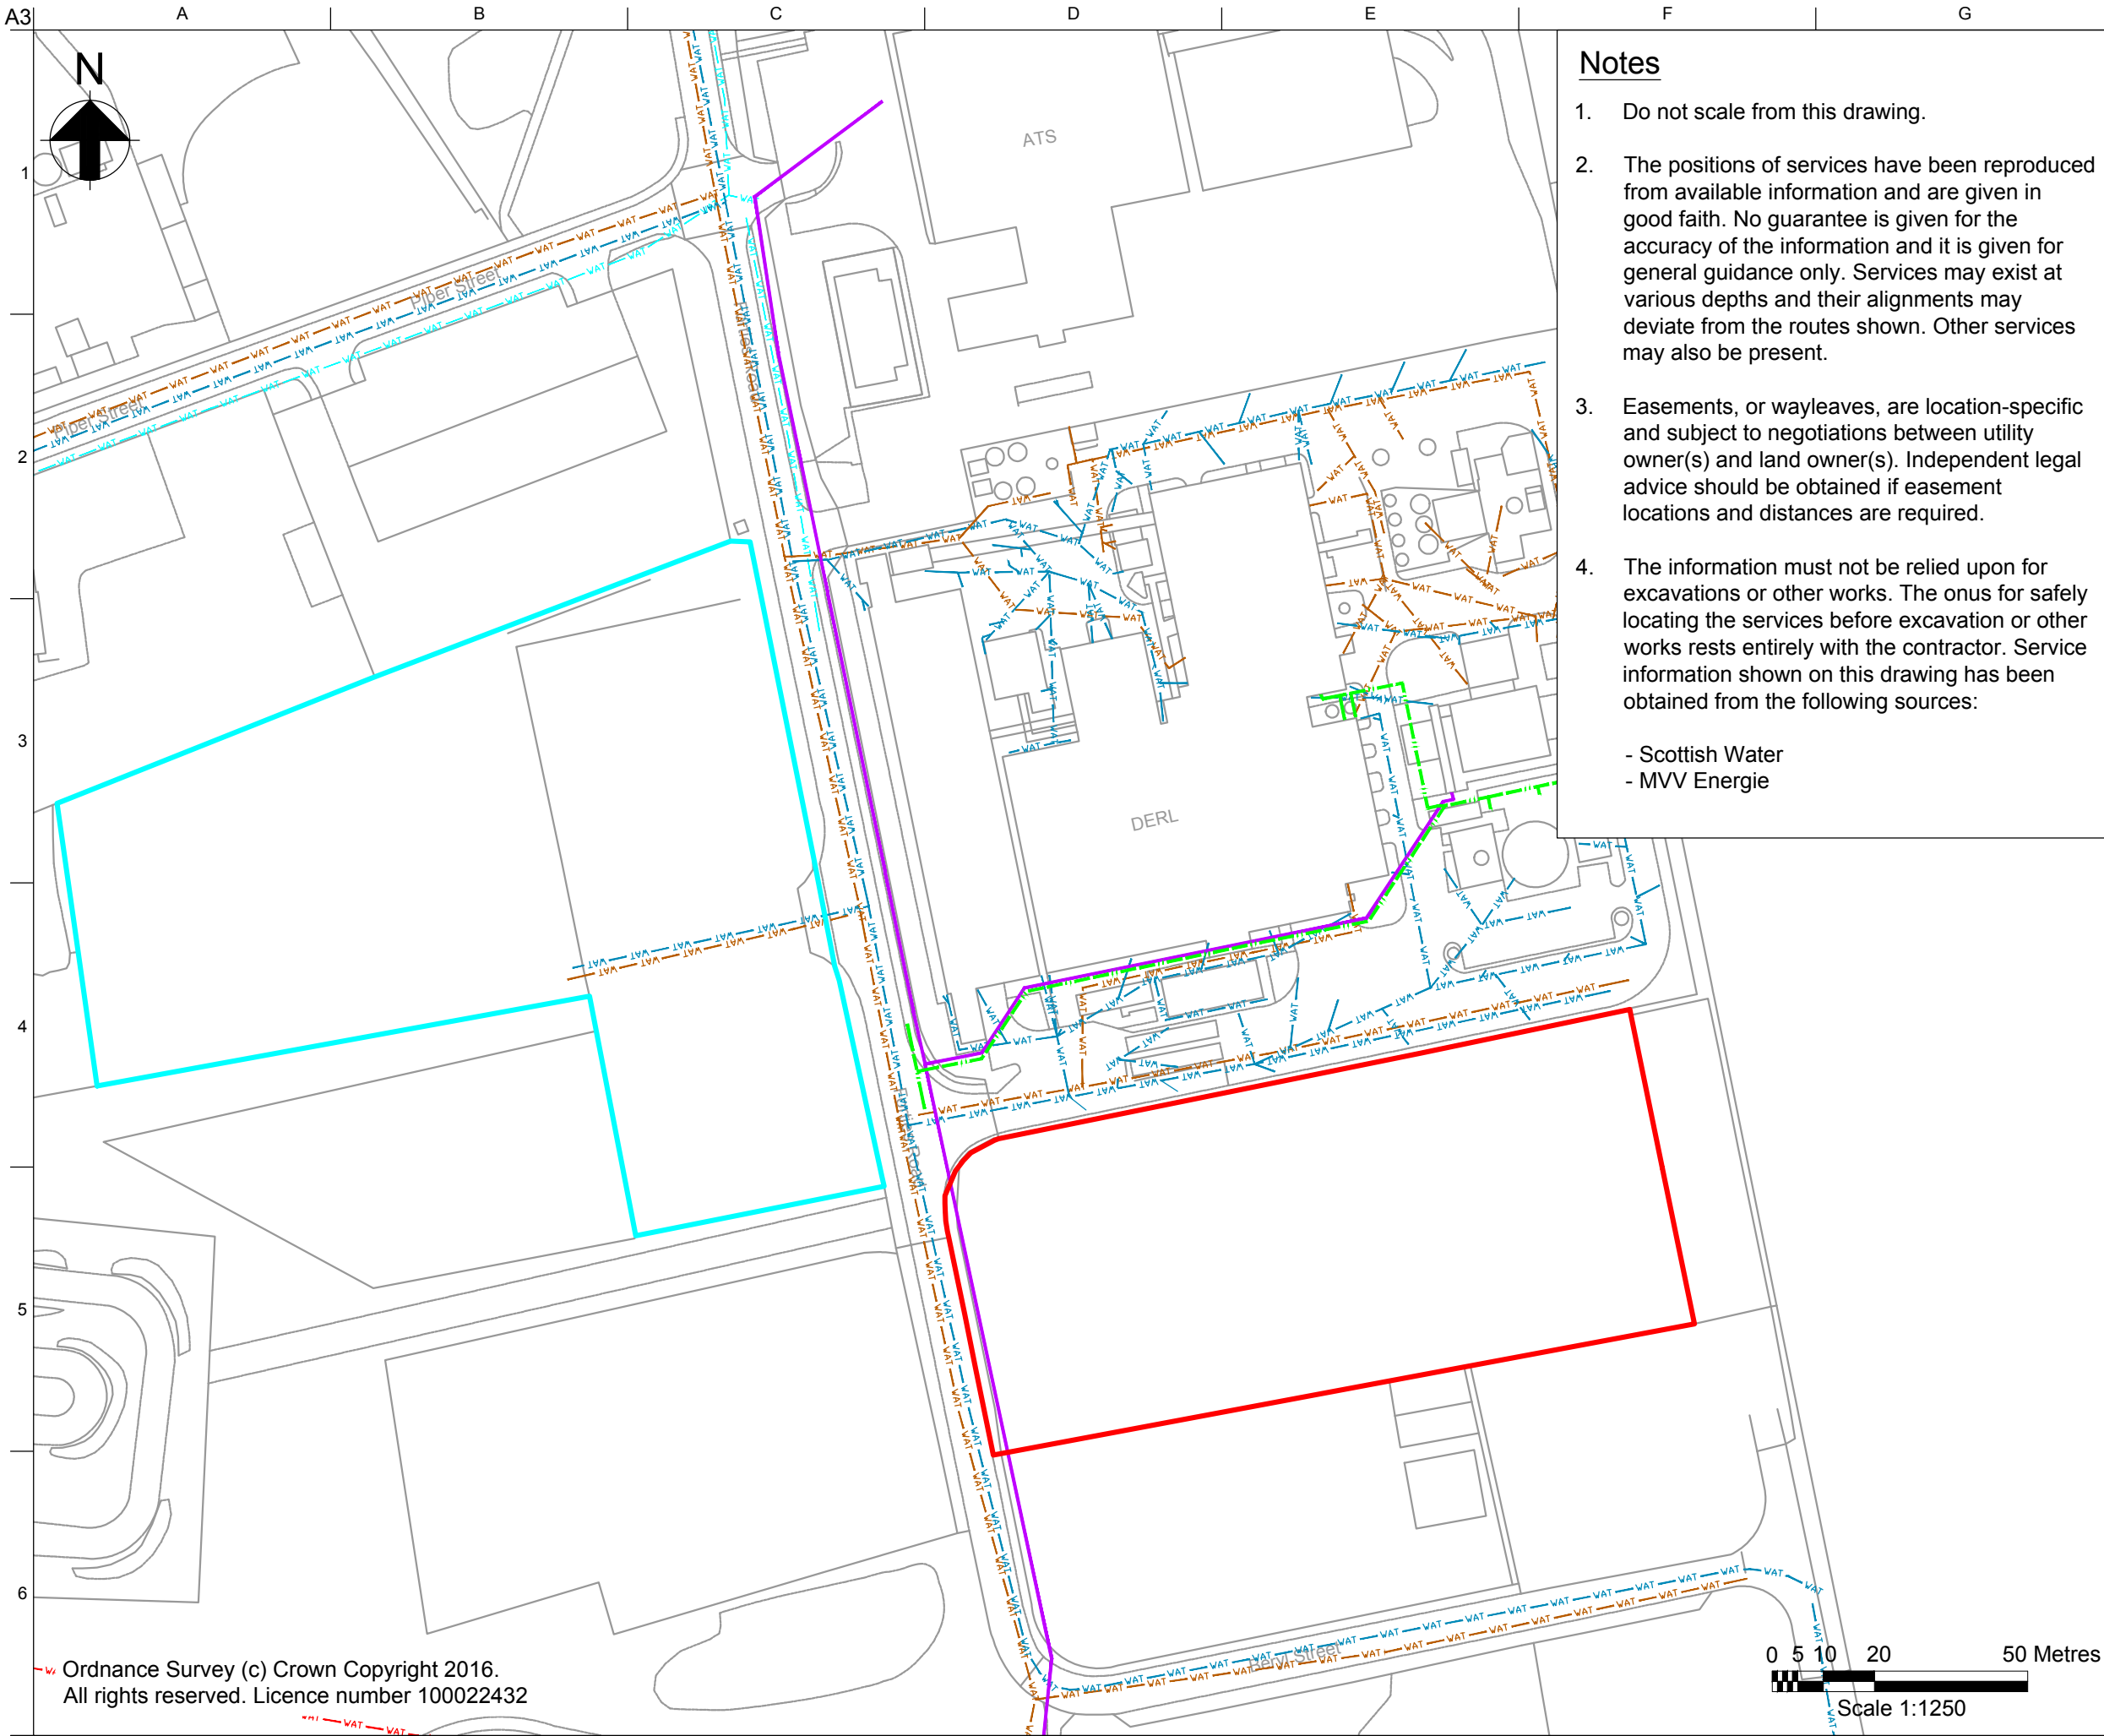 A3 A B C D E F G
N
1
2
3
4
5
6
ATS
DERL
Piper Street
Piper Street
Beryl Street
WAT
Notes
1. Do not scale from this drawing.
2. The positions of services have been reproduced
from available information and are given in
good faith. No guarantee is given for the
accuracy of the information and it is given for
general guidance only. Services may exist at
various depths and their alignments may
deviate from the routes shown. Other services
may also be present.
3. Easements, or wayleaves, are location-specific
and subject to negotiations between utility
owner(s) and land owner(s). Independent legal
advice should be obtained if easement
locations and distances are required.
4. The information must not be relied upon for
excavations or other works. The onus for safely
locating the services before excavation or other
works rests entirely with the contractor. Service
information shown on this drawing has been
obtained from the following sources:
- Scottish Water
- MVV Energie
Ordnance Survey (c) Crown Copyright 2016.
All rights reserved. Licence number 100022432
0 5 10 20 50 Metres
Scale 1:1250